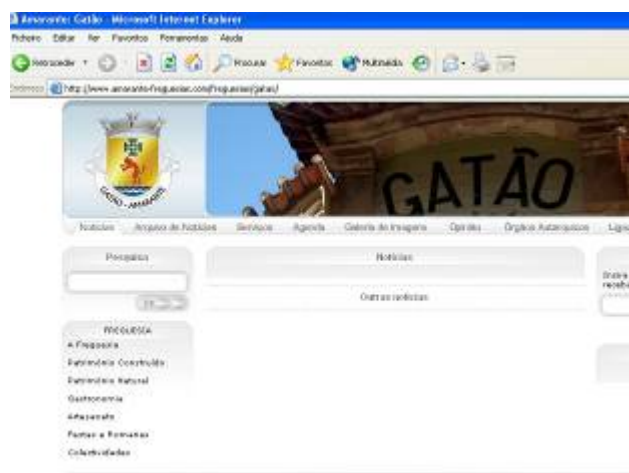 Amarante: Gatão - Microsoft Internet Explorer
Ficheiro Editar Ver Favoritos Ferramentas Ajuda
Retroceder Procurar Favoritos Multimédia
Endereço http://www.amarante-freguesias.com/freguesias/gatao/
GATÃO
GATÃO - AMARANTE
Notícias Arquivo de Notícias Serviços Agenda Galeria de Imagens Opinião Órgãos Autárquicos
Pesquisa Notícias
Outras notícias
FREGUESIA
A Freguesia
Património Construído
Património Natural
Gastronomia
Artesanato
Festas e Romarias
Colectividades